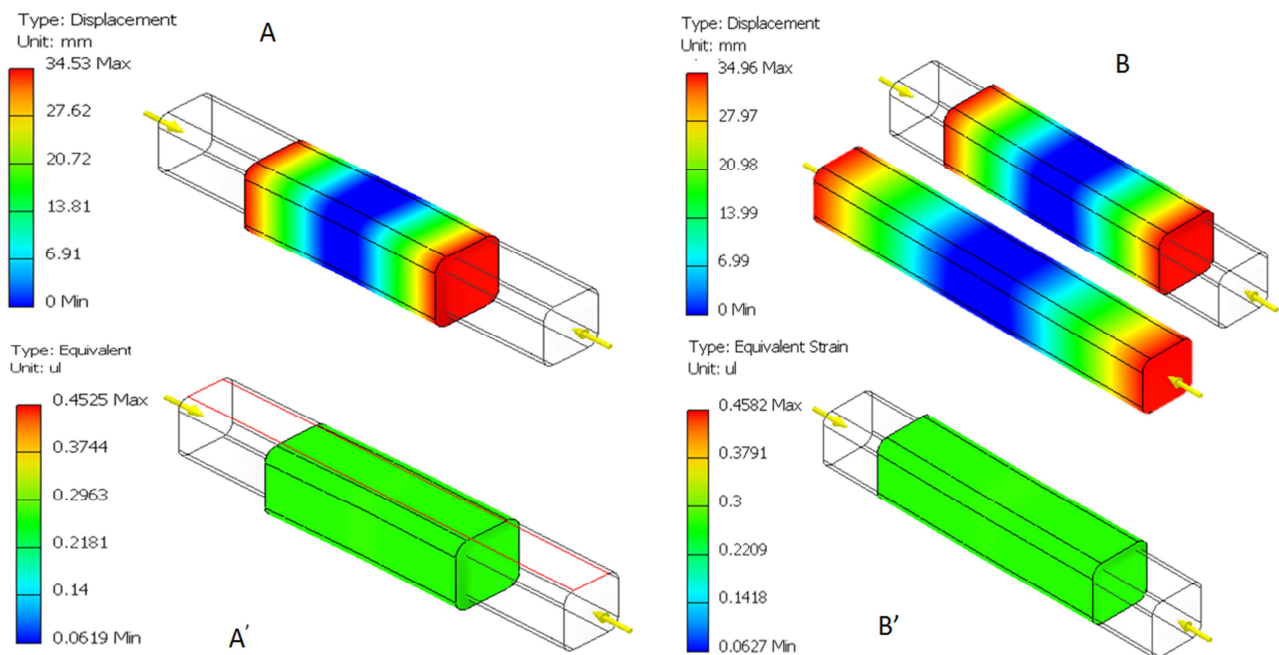 Type: Displacement
Unit: mm
A
34.53 Max
27.62
20.72
13.81
6.91
0 Min
Type: Displacement
Unit: mm
B
34.96 Max
27.97
20.98
13.99
6.99
0 Min
Type: Equivalent
Unit: ul
0.4525 Max
0.3744
0.2963
0.2181
0.14
0.0619 Min
A'
Type: Equivalent Strain
Unit: ul
0.4582 Max
0.3791
0.3
0.2209
0.1418
0.0627 Min
B'